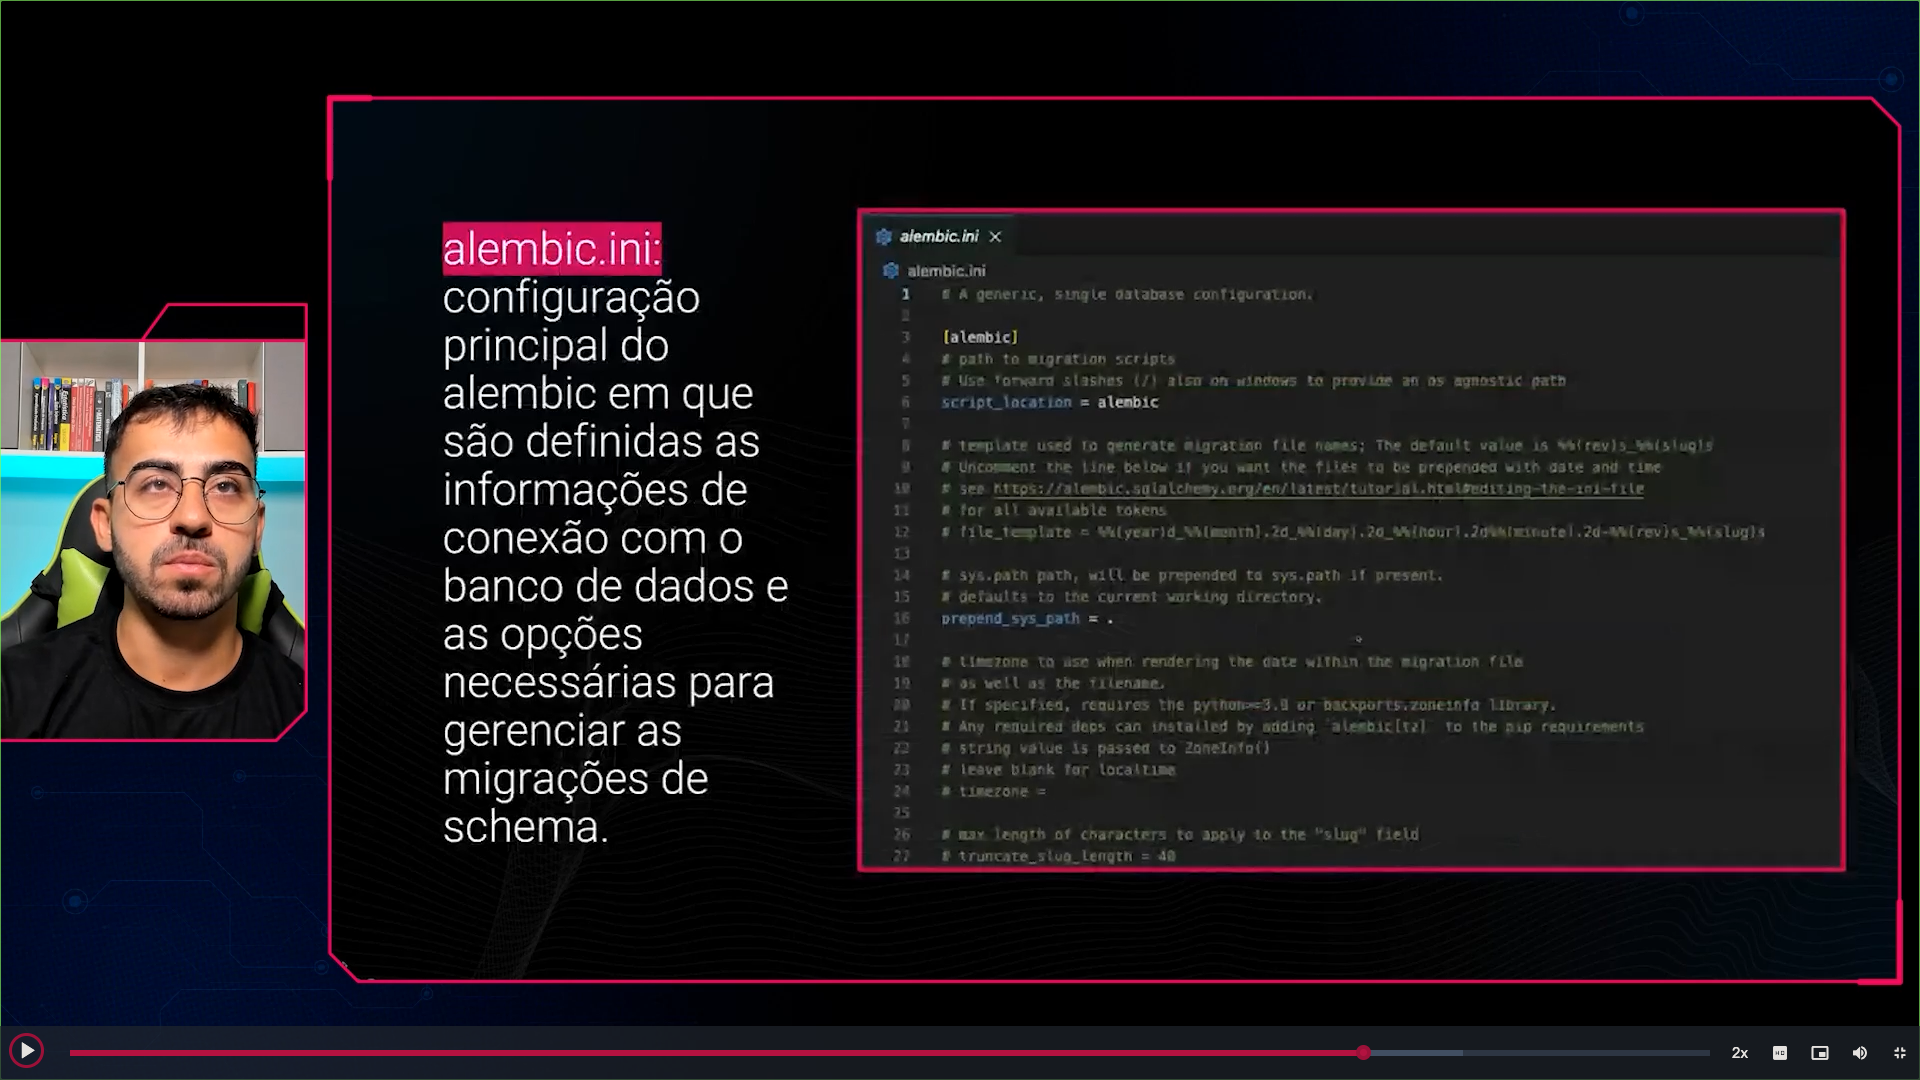 alembic.ini:
configuração
principal do
alembic em que
são definidas as
informações de
conexão com o
banco de dados e
as opções
necessárias para
gerenciar as
migrações de
schema.
alembic.ini
alembic.ini
1 # A generic, single database configuration.
2
3 [alembic]
4 # path to migration scripts
5 # Use forward slashes (/) also on windows to provide an os agnostic path
6 script_location = alembic
7
8 # template used to generate migration file names; The default value is %%(rev)s_%%(slug)s
9 # Uncomment the line below if you want the files to be prepended with date and time
10 # see https://alembic.sqlalchemy.org/en/latest/tutorial.html#editing-the-ini-file
11 # for all available tokens
12 # file_template = %%(year)d_%%(month).2d_%%(day).2d_%%(hour).2d%%(minute).2d-%%(rev)s_%%(slug)s
13
14 # sys.path path, will be prepended to sys.path if present.
15 # defaults to the current working directory.
16 prepend_sys_path = .
17
18 # timezone to use when rendering the date within the migration file
19 # as well as the filename.
20 # If specified, requires the python>=3.9 or backports.zoneinfo library.
21 # Any required deps can installed by adding `alembic[tz]` to the pip requirements
22 # string value is passed to ZoneInfo()
23 # leave blank for localtime
24 # timezone =
25
26 # max length of characters to apply to the "slug" field
27 # truncate_slug_length = 40
2x
HD